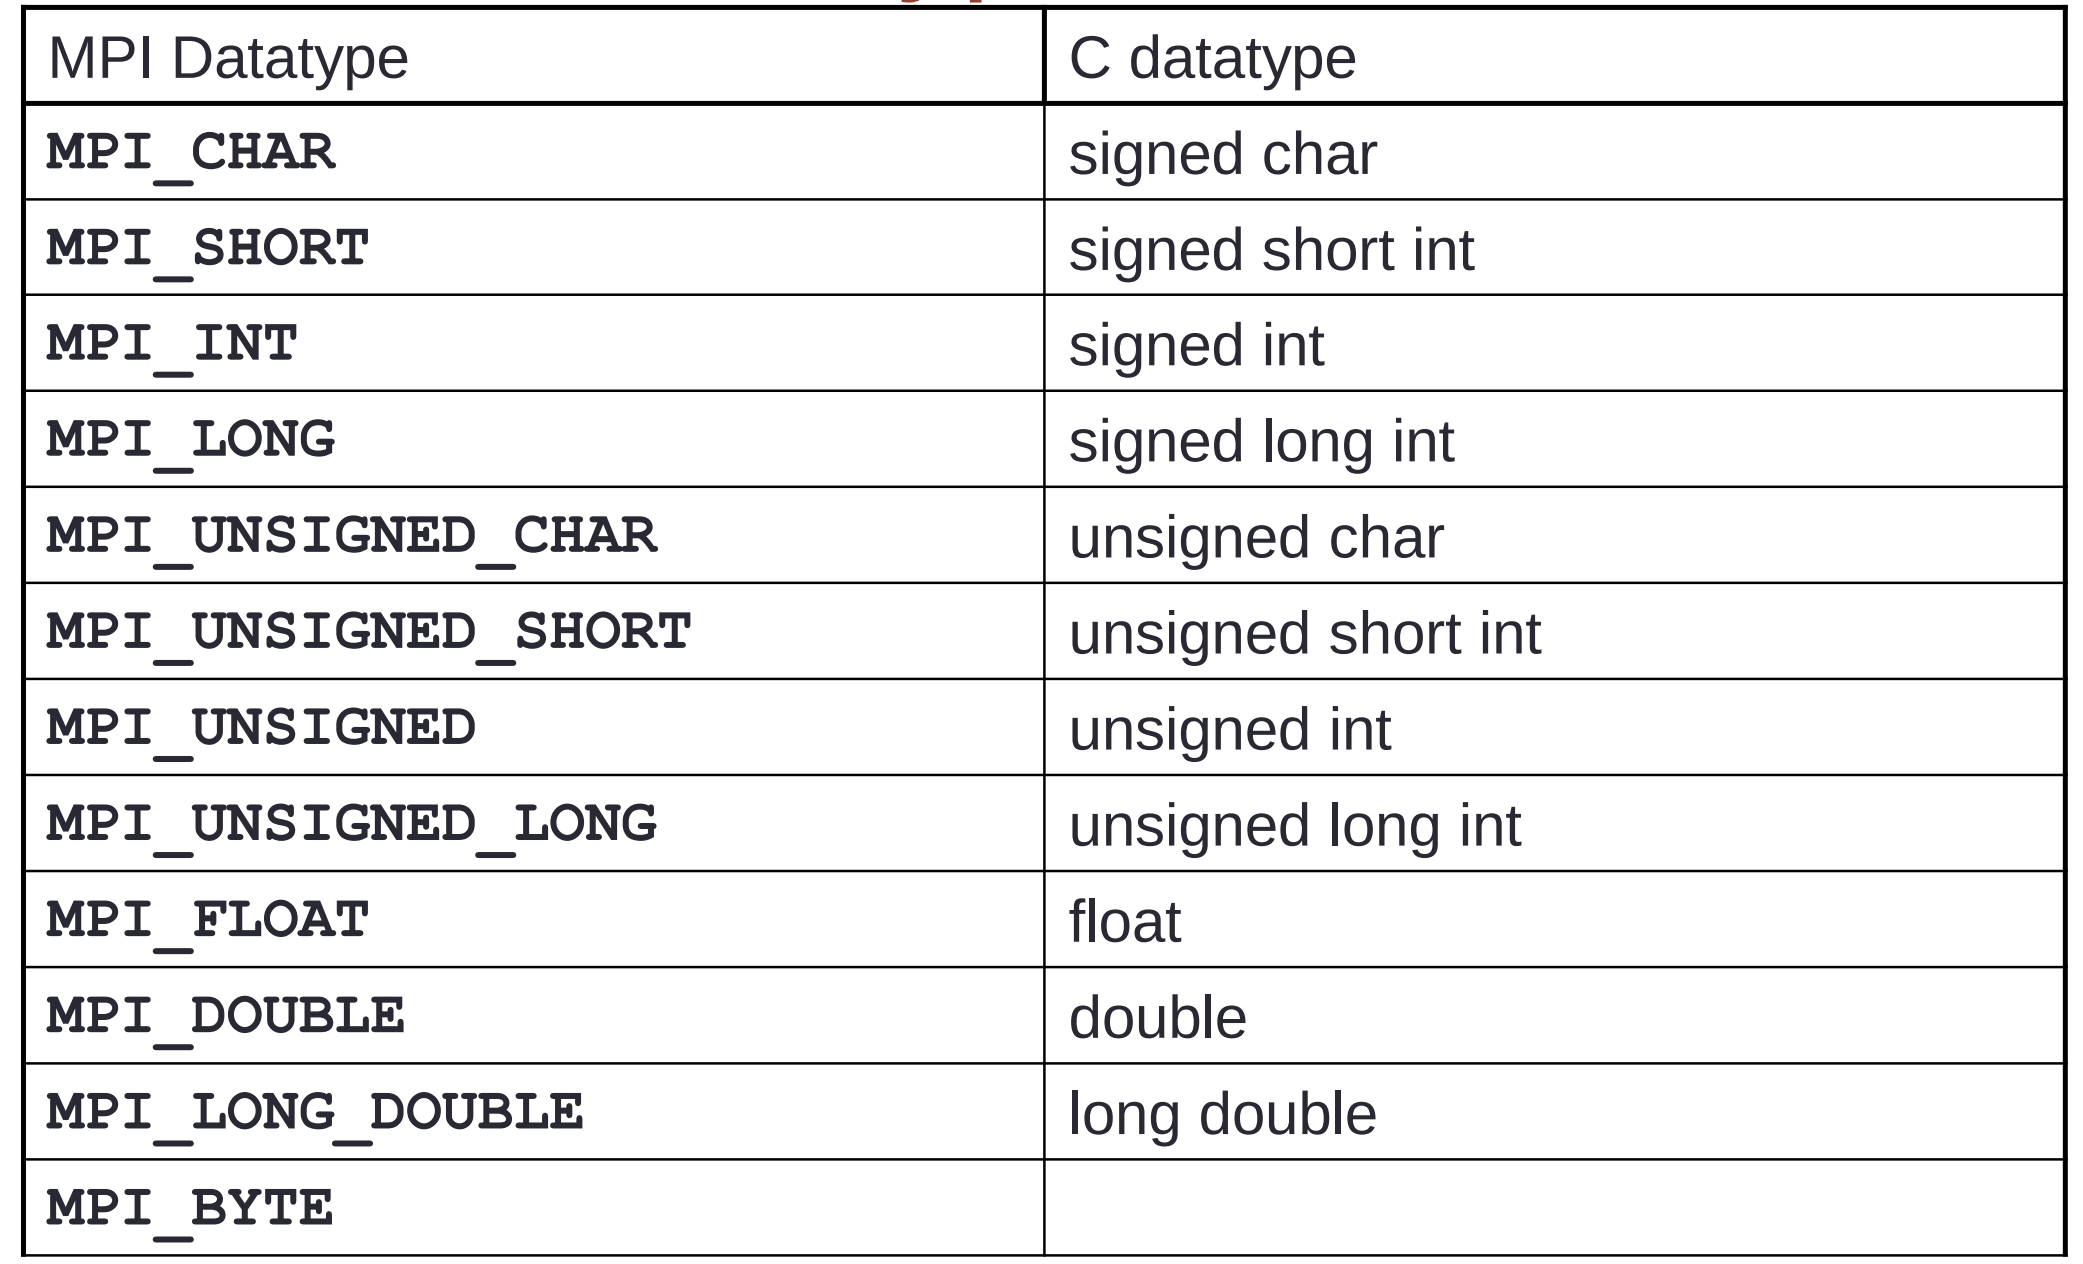 MPI Datatype C datatype
MPI_CHAR signed char
MPI_SHORT signed short int
MPI_INT signed int
MPI_LONG signed long int
MPI_UNSIGNED_CHAR unsigned char
MPI_UNSIGNED_SHORT unsigned short int
MPI_UNSIGNED unsigned int
MPI_UNSIGNED_LONG unsigned long int
MPI_FLOAT float
MPI_DOUBLE double
MPI_LONG_DOUBLE long double
MPI_BYTE